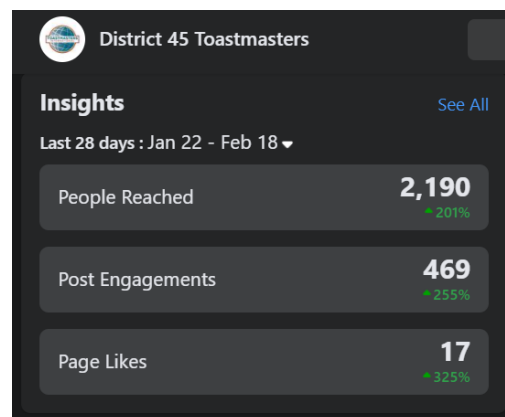 District 45 Toastmasters
Insights
See All
Last 28 days : Jan 22 - Feb 18
People Reached
2,190
201%
Post Engagements
469
255%
Page Likes
17
325%